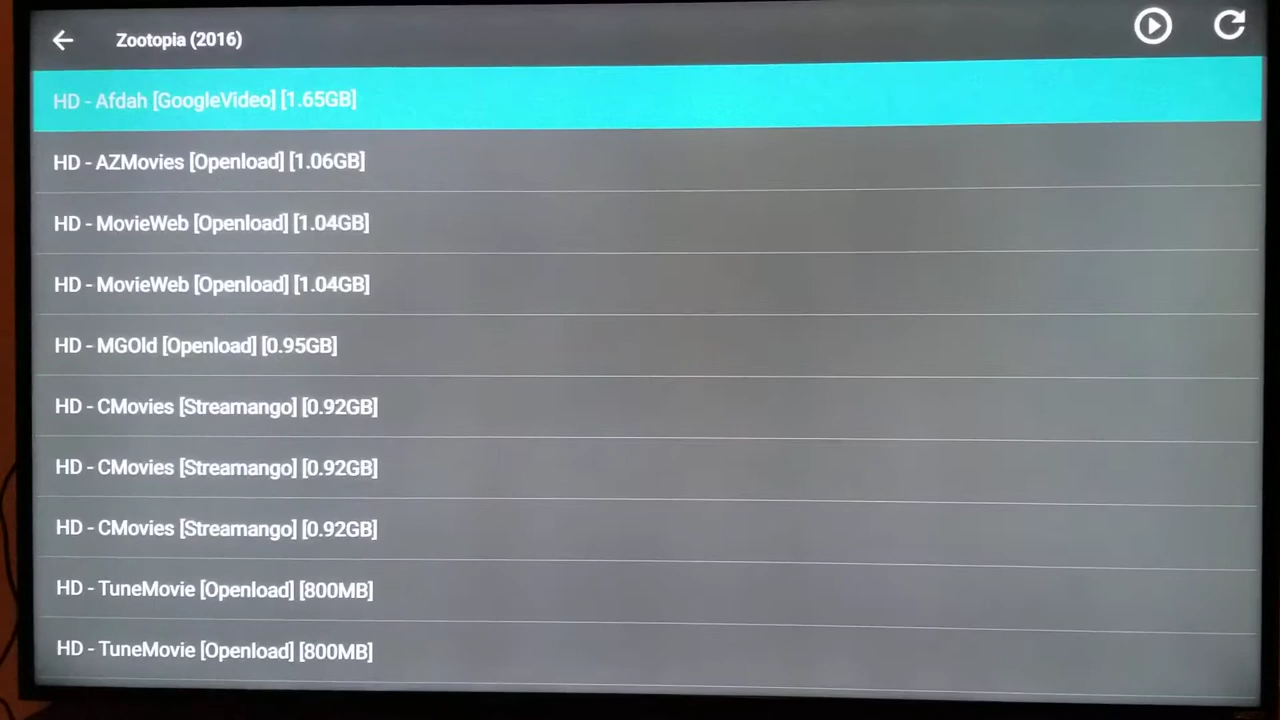 Zootopia (2016)
HD - Afdah [GoogleVideo] [1.65GB]
HD - AZMovies [Openload] [1.06GB]
HD - MovieWeb [Openload] [1.04GB]
HD - MovieWeb [Openload] [1.04GB]
HD - MGOld [Openload] [0.95GB]
HD - CMovies [Streamango] [0.92GB]
HD - CMovies [Streamango] [0.92GB]
HD - CMovies [Streamango] [0.92GB]
HD - TuneMovie [Openload] [800MB]
HD - TuneMovie [Openload] [800MB]